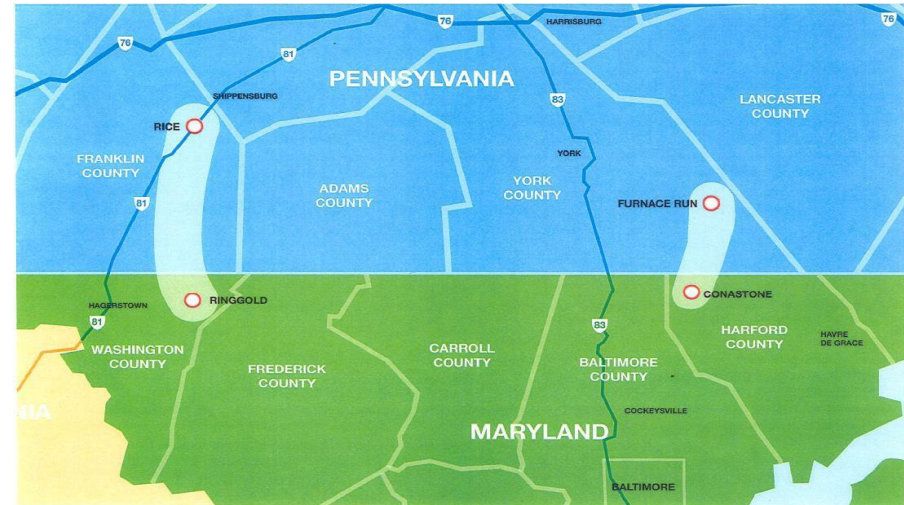 76
HARRISBURG
76
76
81
PENNSYLVANIA
SHIPPENSBURG
83
LANCASTER
COUNTY
RICE
FRANKLIN
COUNTY
YORK
ADAMS
COUNTY
YORK
COUNTY
81
FURNACE RUN
HAGERSTOWN
RINGGOLD
CONASTONE
81
83
WASHINGTON
COUNTY
FREDERICK
COUNTY
CARROLL
COUNTY
BALTIMORE
COUNTY
HARFORD
COUNTY
HAVRE
DE GRACE
NIA
COCKEYSVILLE
MARYLAND
BALTIMORE